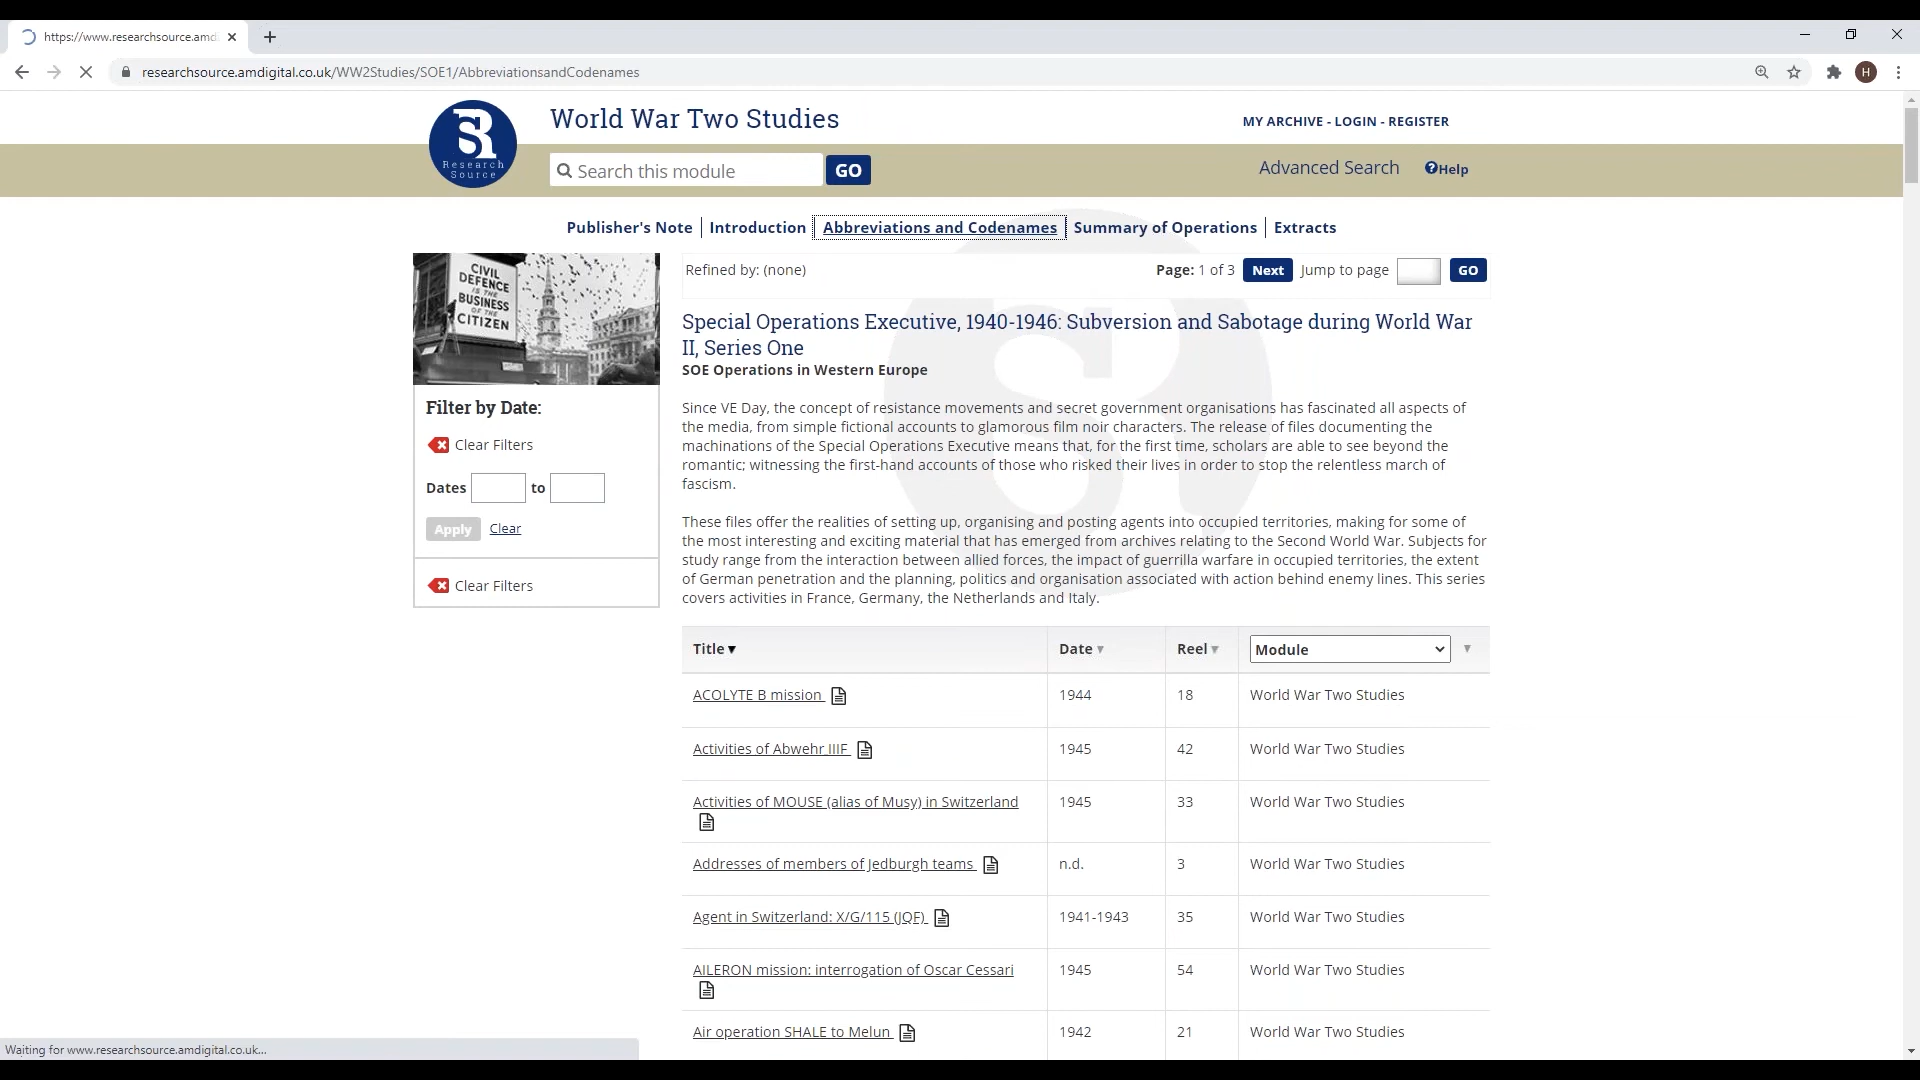 https://www.researchsource.amd
researchsource.amdigital.co.uk/WW2Studies/SOE1/AbbreviationsandCodenames
H
World War Two Studies
MY ARCHIVE - LOGIN - REGISTER
SR
Research
Source
Search this module
GO
Advanced Search
?Help
Publisher's Note
Introduction
Abbreviations and Codenames
Summary of Operations
Extracts
CIVIL
DEFENCE
IS THE
BUSINESS
OF THE
CITIZEN
Filter by Date:
Clear Filters
Dates to
Apply Clear
Clear Filters
Refined by: (none)
Page: 1 of 3 Next Jump to page GO
Special Operations Executive, 1940-1946: Subversion and Sabotage during World War
II, Series One
SOE Operations in Western Europe
Since VE Day, the concept of resistance movements and secret government organisations has fascinated all aspects of
the media, from simple fictional accounts to glamorous film noir characters. The release of files documenting the
machinations of the Special Operations Executive means that, for the first time, scholars are able to see beyond the
romantic; witnessing the first-hand accounts of those who risked their lives in order to stop the relentless march of
fascism.
These files offer the realities of setting up, organising and posting agents into occupied territories, making for some of
the most interesting and exciting material that has emerged from archives relating to the Second World War. Subjects for
study range from the interaction between allied forces, the impact of guerrilla warfare in occupied territories, the extent
of German penetration and the planning, politics and organisation associated with action behind enemy lines. This series
covers activities in France, Germany, the Netherlands and Italy.
Title Date Reel Module
ACOLYTE B mission 1944 18 World War Two Studies
Activities of Abwehr IIIF 1945 42 World War Two Studies
Activities of MOUSE (alias of Musy) in Switzerland 1945 33 World War Two Studies
Addresses of members of Jedburgh teams n.d. 3 World War Two Studies
Agent in Switzerland: X/G/115 (JQF) 1941-1943 35 World War Two Studies
AILERON mission: interrogation of Oscar Cessari 1945 54 World War Two Studies
Air operation SHALE to Melun 1942 21 World War Two Studies
Waiting for www.researchsource.amdigital.co.uk...